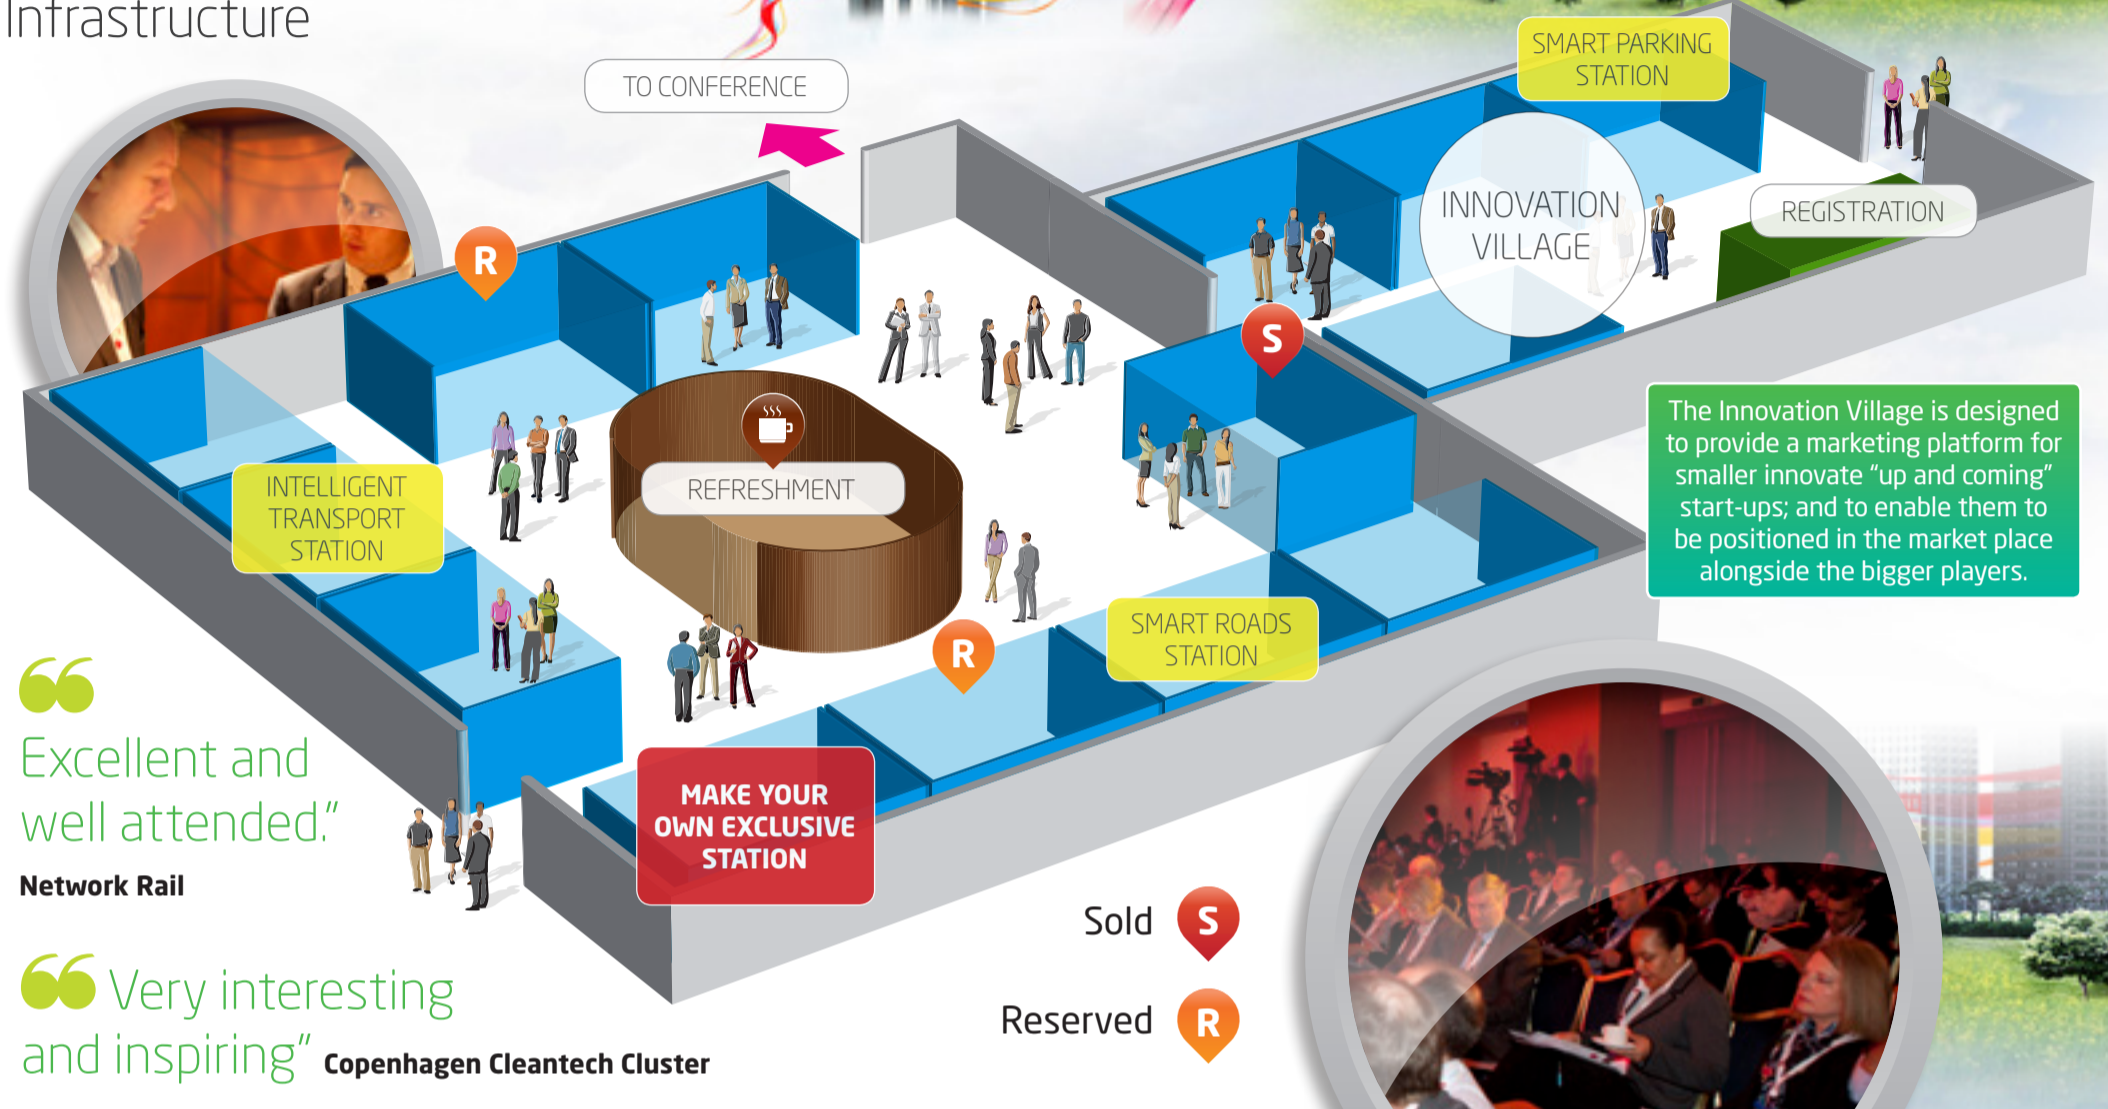 Infrastructure
TO CONFERENCE
SMART PARKING
STATION
INNOVATION
VILLAGE
REGISTRATION
R
S
REFRESHMENT
INTELLIGENT
TRANSPORT
STATION
The Innovation Village is designed
to provide a marketing platform for
smaller innovate “up and coming”
start-ups; and to enable them to
be positioned in the market place
alongside the bigger players.
R
SMART ROADS
STATION
MAKE YOUR
OWN EXCLUSIVE
STATION
“Excellent and
well attended.”
Network Rail
“Very interesting
and inspiring” Copenhagen Cleantech Cluster
Sold S
Reserved R